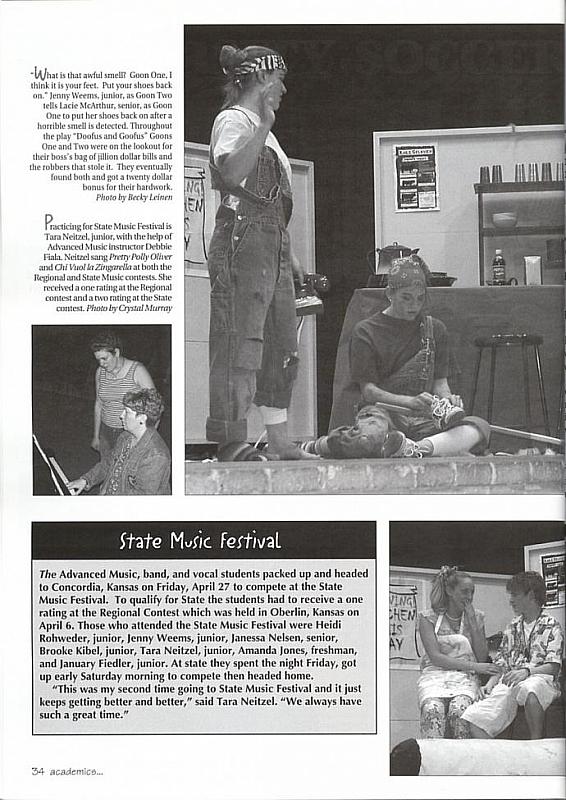 "What is that awful smell? Goon One, I
think it is your feet. Put your shoes back
on." Jenny Weems, junior, as Goon Two
tells Lacie McArthur, senior, as Goon
One to put her shoes back on after a
horrible smell is detected. Throughout
the play "Doofus and Goofus" Goons
One and Two were on the lookout for
their boss's bag of jillion dollar bills and
the robbers that stole it. They eventually
found both and got a twenty dollar
bonus for their hardwork.
Photo by Becky Leinen
Practicing for State Music Festival is
Tara Neitzel, junior, with the help of
Advanced Music instructor Debbie
Fiala. Neitzel sang Pretty Polly Oliver
and Chi Vuol la Zingarella at both the
Regional and State Music contests. She
received a one rating at the Regional
contest and a two rating at the State
contest. Photo by Crystal Murray
State Music Festival
The Advanced Music, band, and vocal students packed up and headed
to Concordia, Kansas on Friday, April 27 to compete at the State
Music Festival. To qualify for State the students had to receive a one
rating at the Regional Contest which was held in Oberlin, Kansas on
April 6. Those who attended the State Music Festival were Heidi
Rohweder, junior, Jenny Weems, junior, Janessa Nelsen, senior,
Brooke Kibel, junior, Tara Neitzel, junior, Amanda Jones, freshman,
and January Fiedler, junior. At state they spent the night Friday, got
up early Saturday morning to compete then headed home.
"This was my second time going to State Music Festival and it just
keeps getting better and better," said Tara Neitzel. "We always have
such a great time."
34 academics...